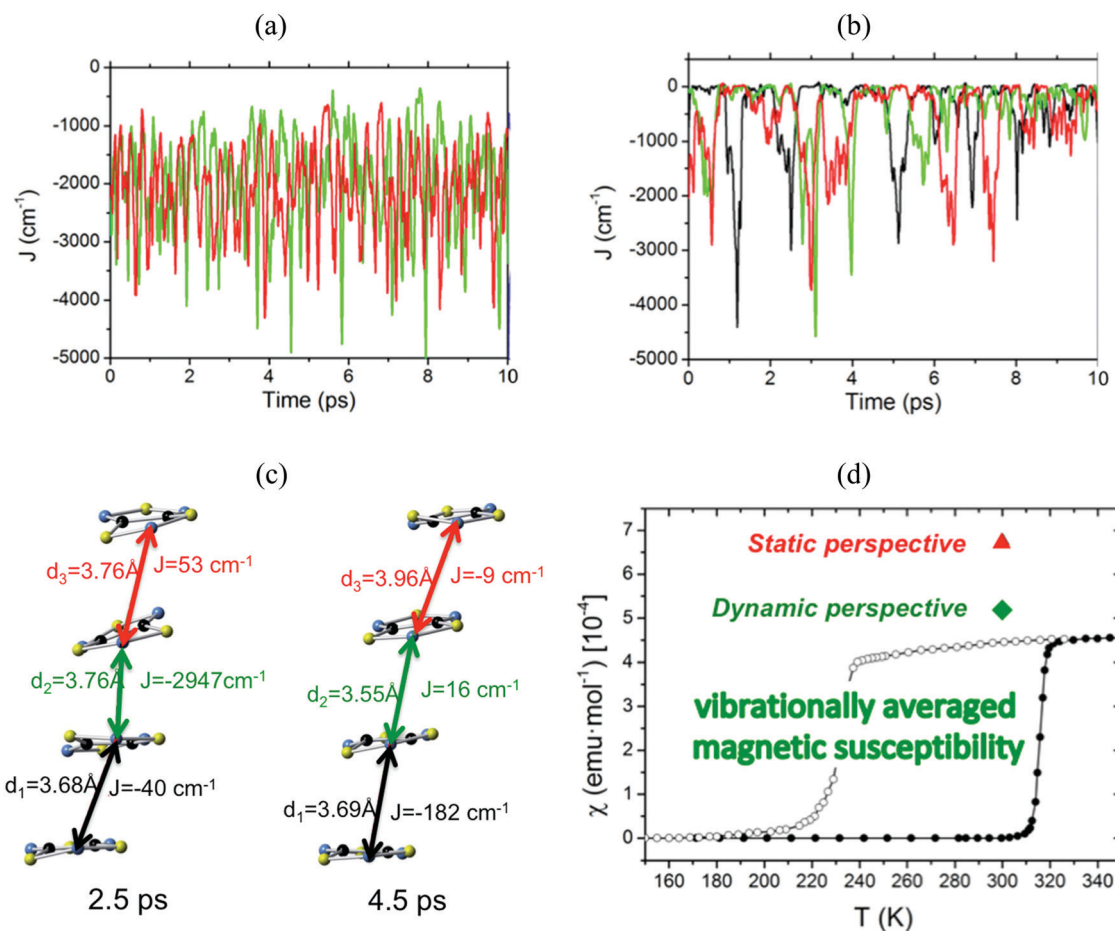 (a)
0
-1000
-2000
-3000
-4000
-5000
J (cm⁻¹)
0 2 4 6 8 10
Time (ps)
(b)
0
-1000
-2000
-3000
-4000
-5000
J (cm⁻¹)
0 2 4 6 8 10
Time (ps)
(c)
d₃=3.76Å J=53 cm⁻¹
d₂=3.76Å J=-2947cm⁻¹
d₁=3.68Å J=-40 cm⁻¹
2.5 ps
d₃=3.96Å J=-9 cm⁻¹
d₂=3.55Å J=16 cm⁻¹
d₁=3.69Å J=-182 cm⁻¹
4.5 ps
(d)
7
6
5
4
3
2
1
0
χ (emu·mol⁻¹) [10⁻⁴]
Static perspective
Dynamic perspective
vibrationally averaged
magnetic susceptibility
160 200 220 240 260 280 300 320 340
T (K)